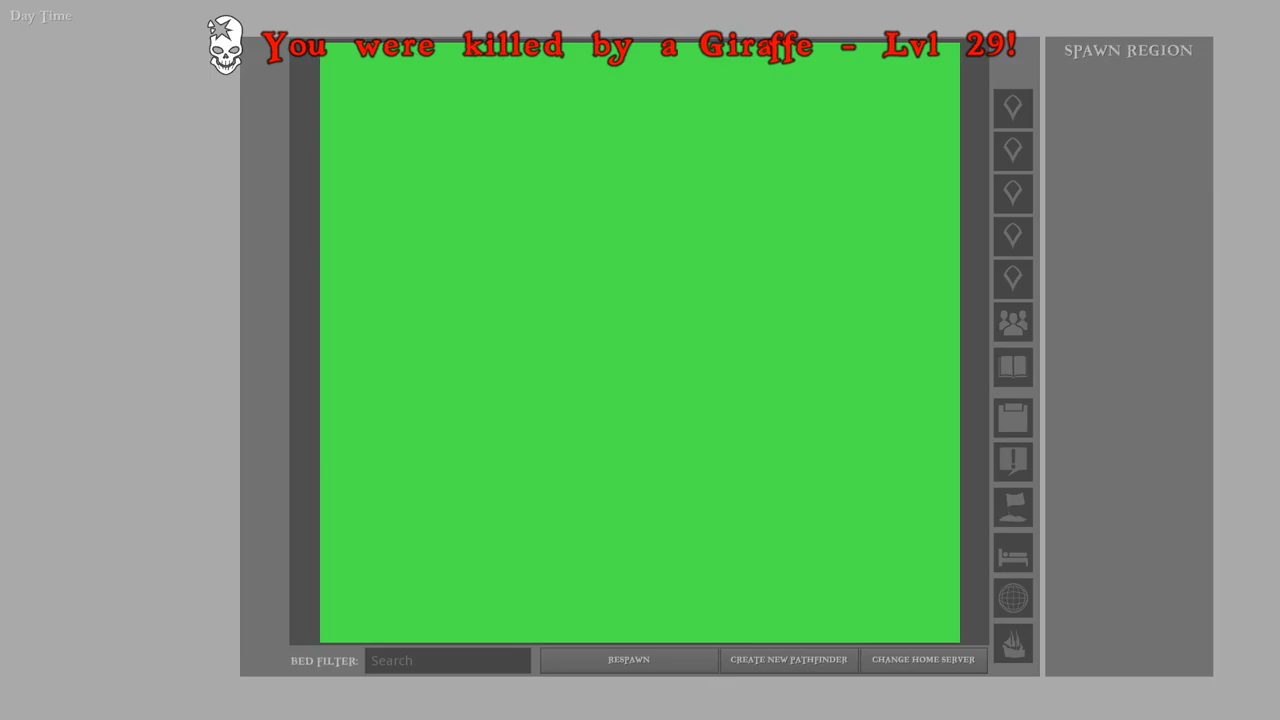 Day Time
You were killed by a Giraffe - Lvl 29!
SPAWN REGION
BED FILTER:
Search
RESPAWN
CREATE NEW PATHFINDER
CHANGE HOME SERVER